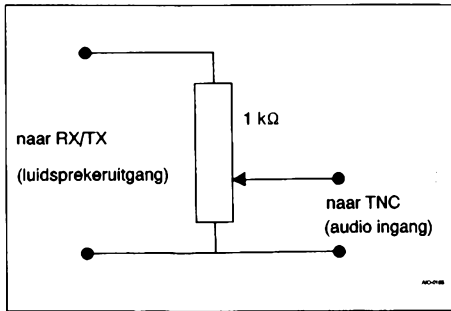 1 kΩ
naar RX/TX
(luidsprekeruitgang)
naar TNC
(audio ingang)